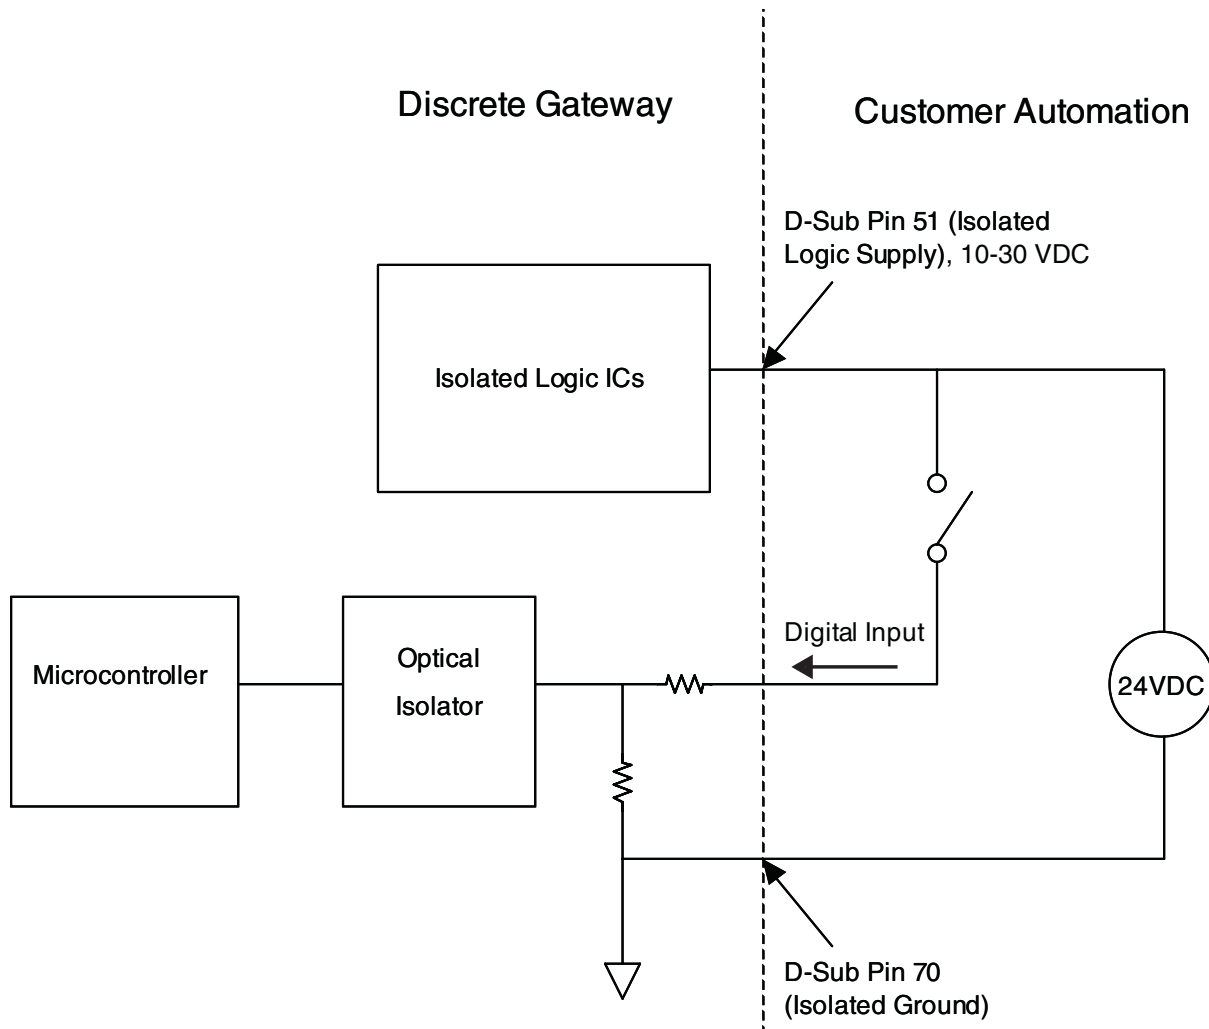 Discrete Gateway
Customer Automation
D-Sub Pin 51 (Isolated
Logic Supply), 10-30 VDC
Isolated Logic ICs
Digital Input
Microcontroller
Optical
Isolator
24VDC
D-Sub Pin 70
(Isolated Ground)